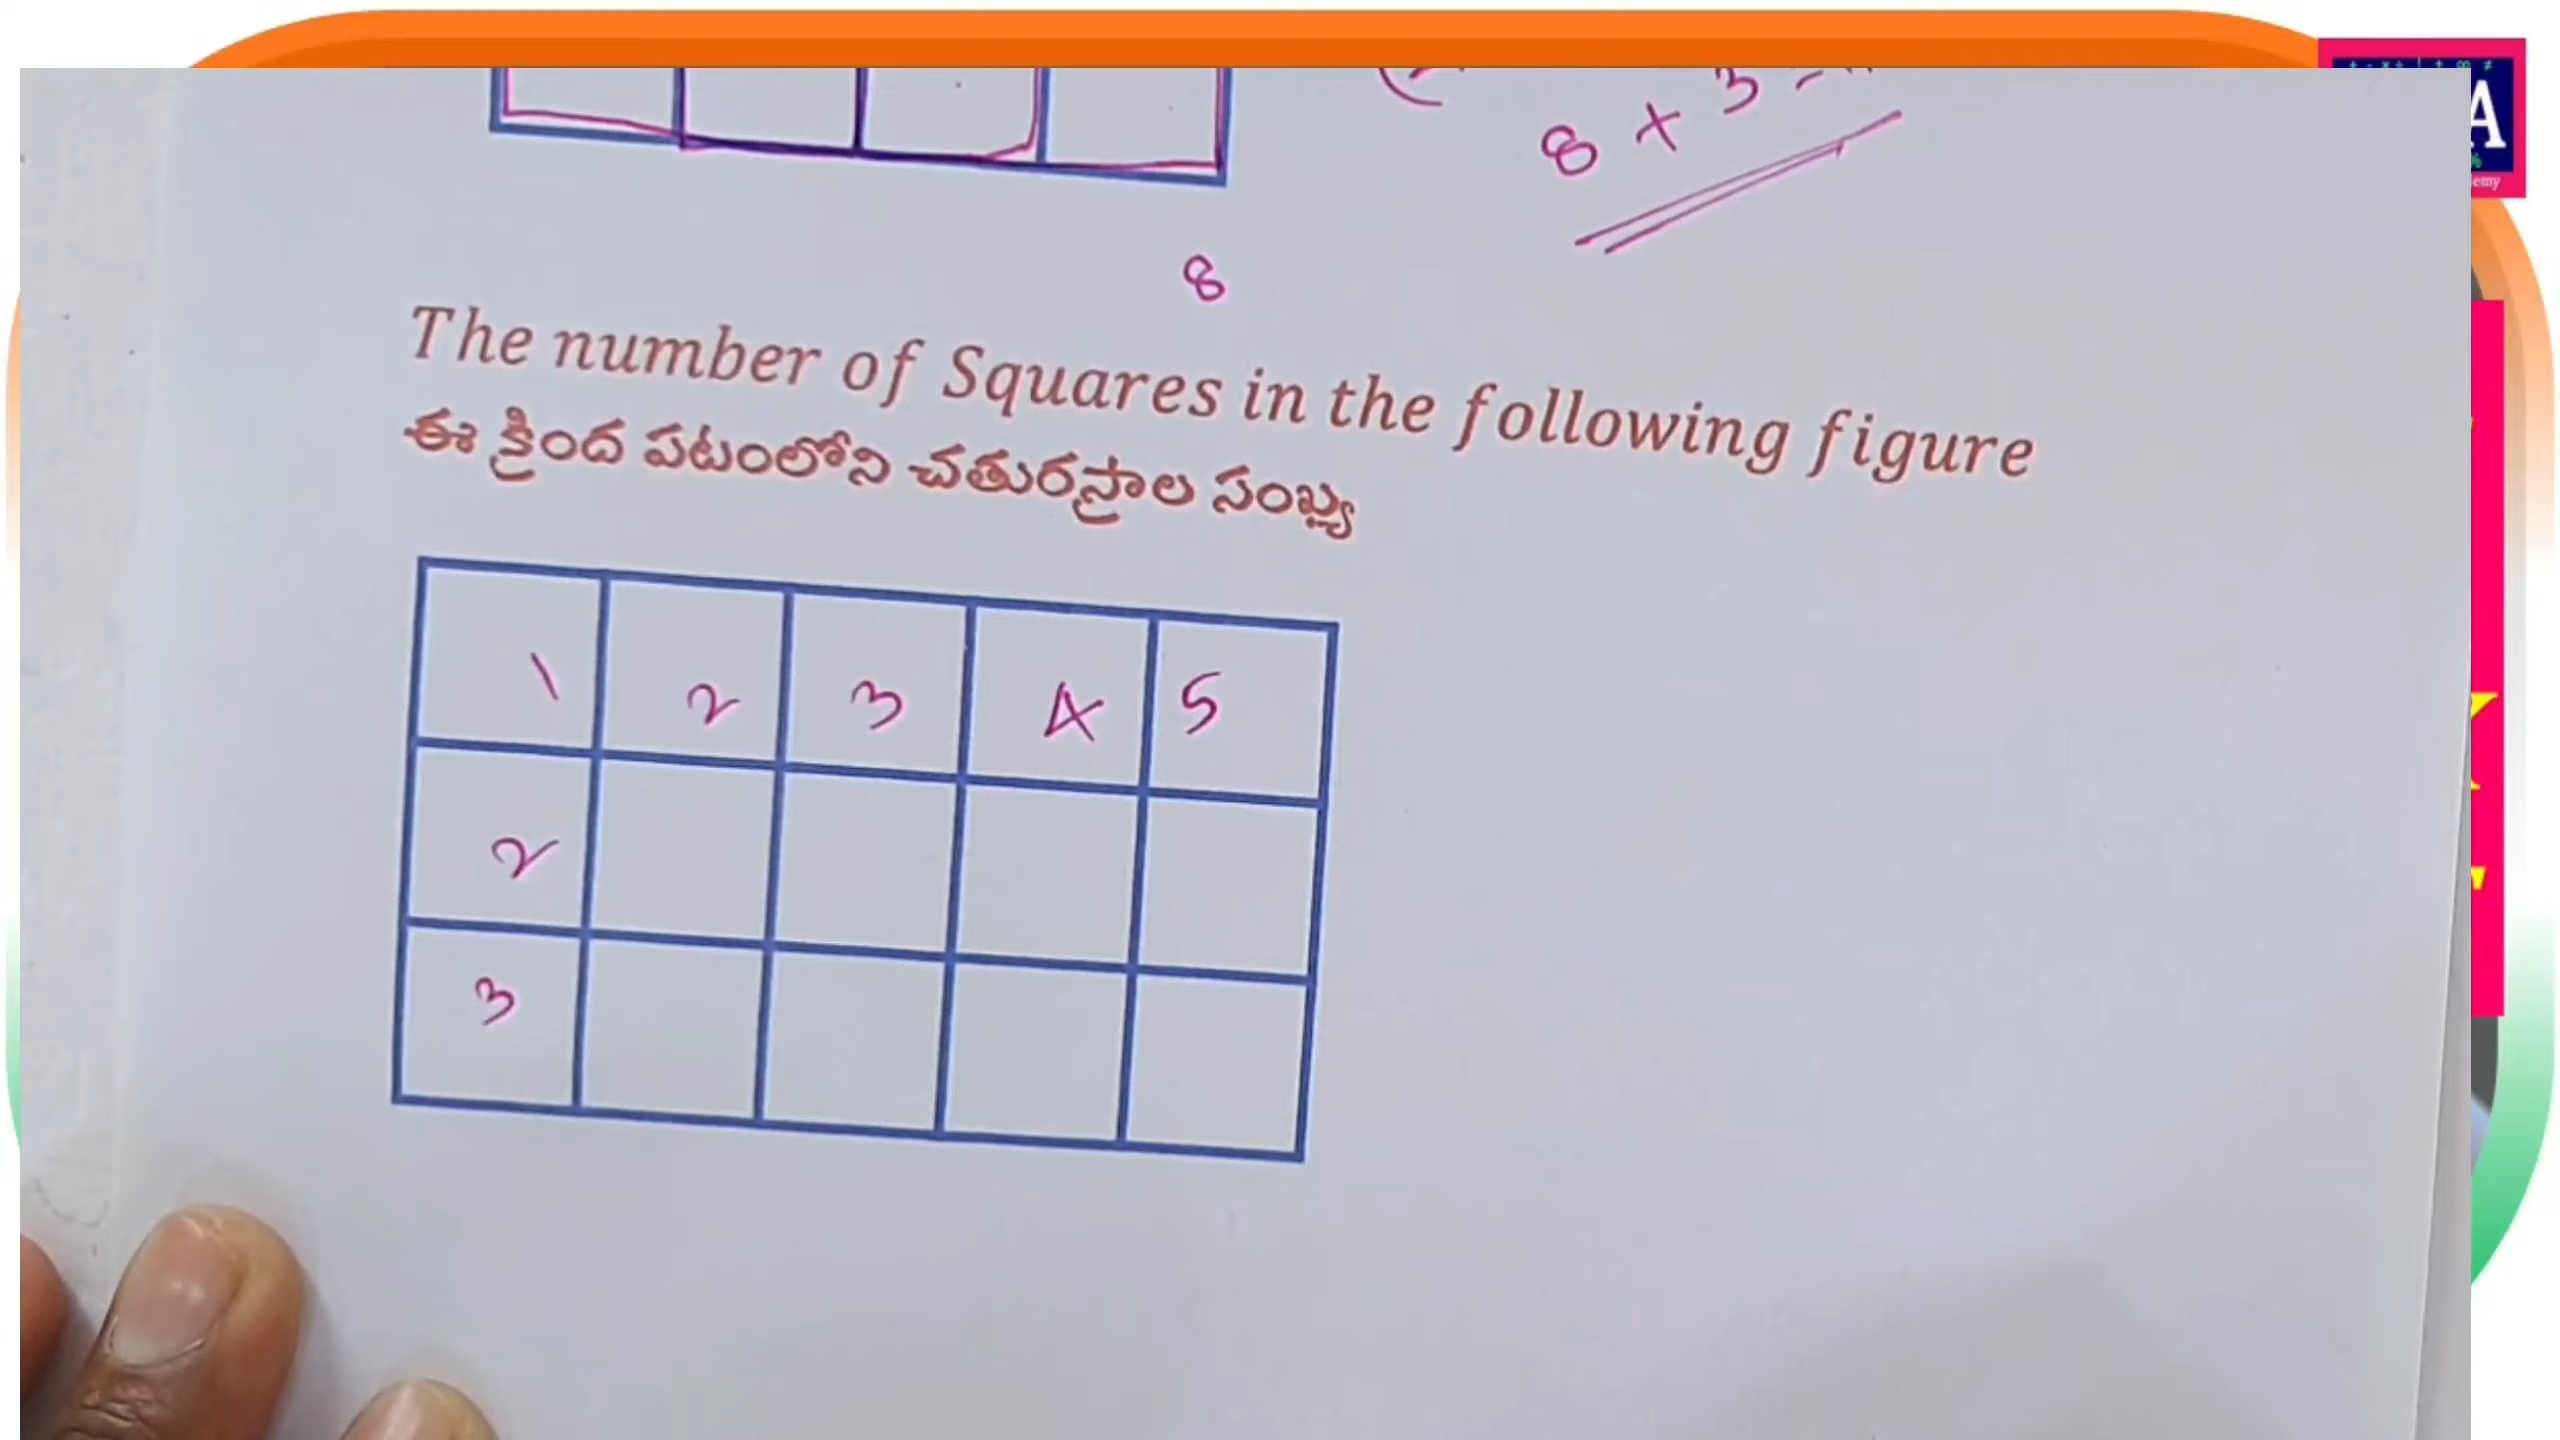 8 × 3 =
8
The number of Squares in the following figure
ఈ క్రింద పటంలోని చతురస్రాల సంఖ్య
1 2 3 4 5
2
3
A
emy